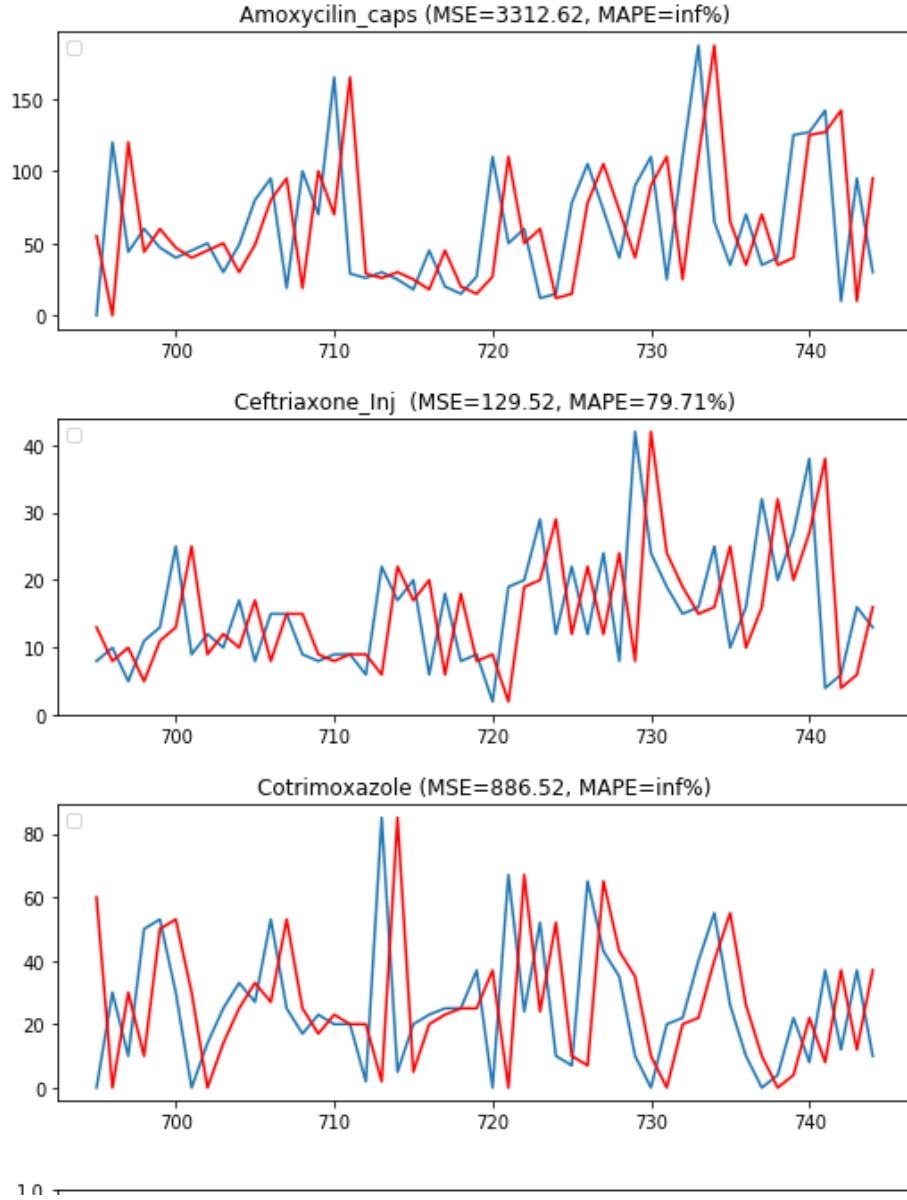 Amoxycilin_caps (MSE=3312.62, MAPE=inf%)
150
100
50
0
700 710 720 730 740
Ceftriaxone_Inj (MSE=129.52, MAPE=79.71%)
40
30
20
10
0
700 710 720 730 740
Cotrimoxazole (MSE=886.52, MAPE=inf%)
80
60
40
20
0
700 710 720 730 740
1.0